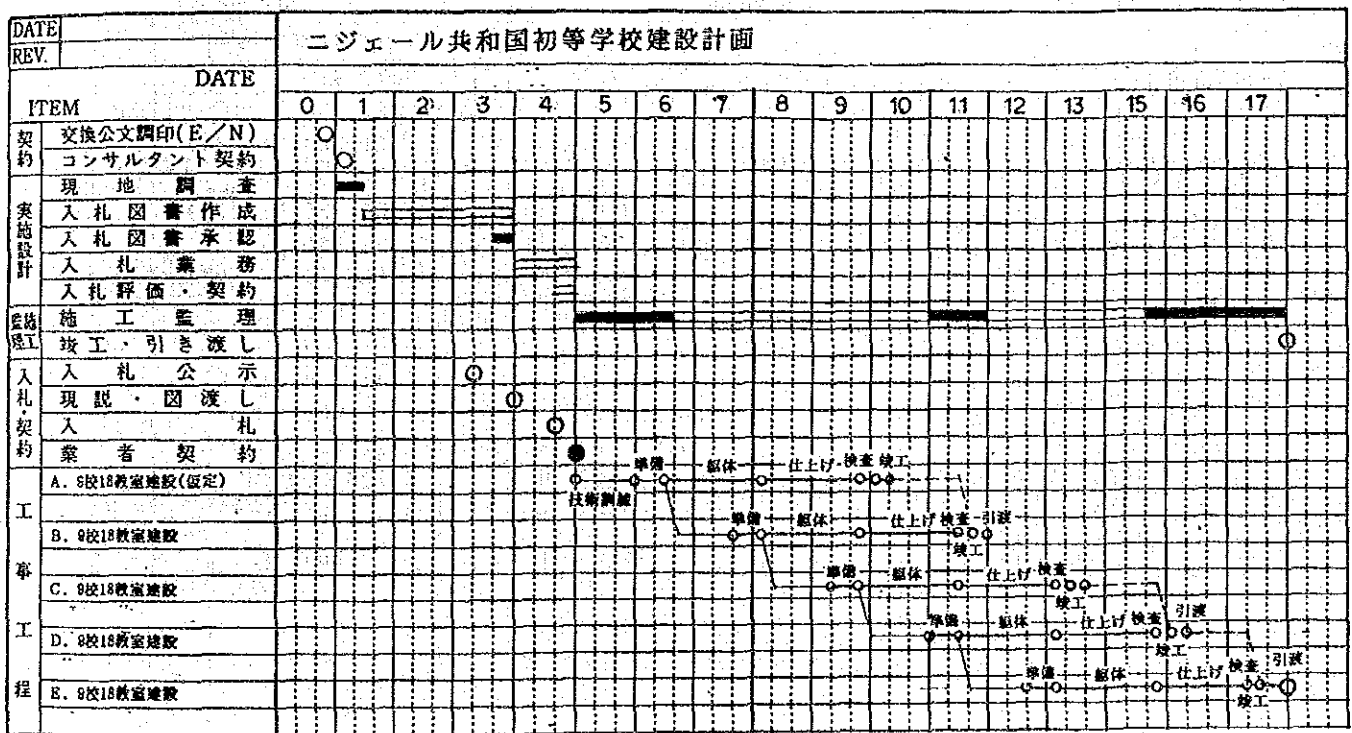 DATE
REV.
ニジェール共和国初等学校建設計画
DATE
ITEM
0 1 2 3 4 5 6 7 8 9 10 11 12 13 15 16 17
契約
交換公文調印(E/N)
コンサルタント契約
実施設計
現地調査
入札図書作成
入札図書承認
入札業務
入札評価・契約
施工監理
施工監理
竣工・引き渡し
入札・契約
入札公示
現説・図渡し
入札
業者契約
工事工程
A. 9校18教室建設(仮定)
技術訓練 準備 躯体 仕上げ 検査 竣工
B. 9校18教室建設
準備 躯体 仕上げ 検査 引渡
竣工
C. 9校18教室建設
準備 躯体 仕上げ 検査
竣工
D. 9校18教室建設
準備 躯体 仕上げ 検査 引渡
竣工
E. 9校18教室建設
準備 躯体 仕上げ 検査 引渡
竣工